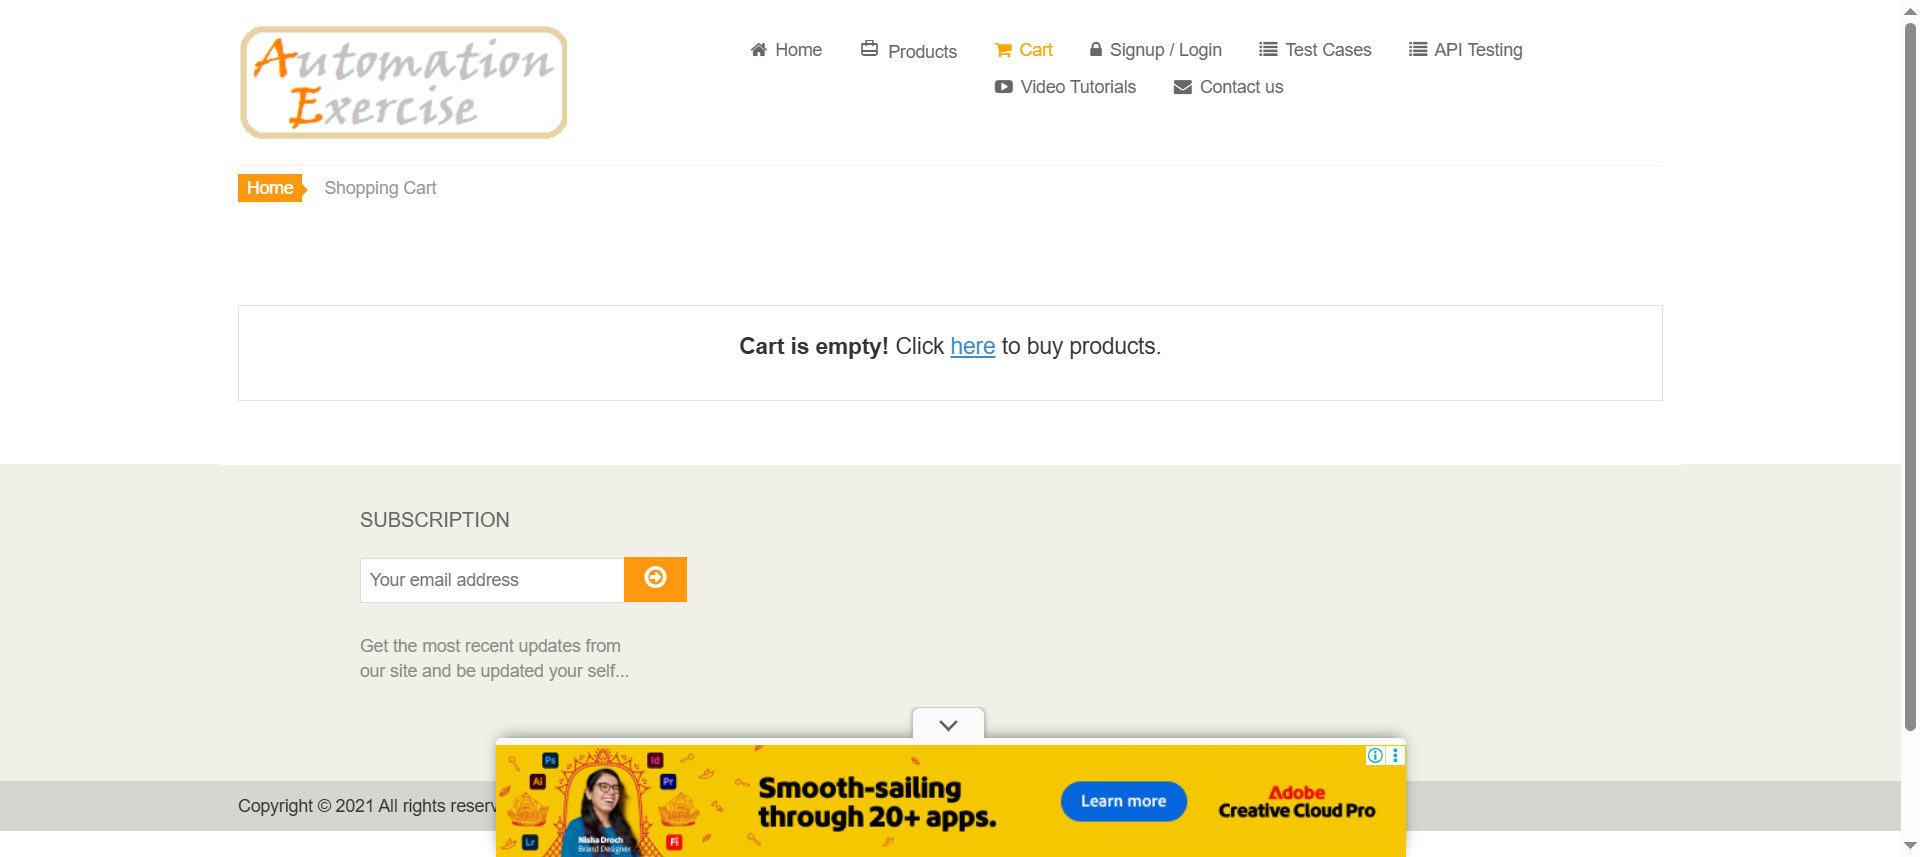 Automation
Exercise
Home
Products
Cart
Signup / Login
Test Cases
API Testing
Video Tutorials
Contact us
Home
Shopping Cart
Cart is empty! Click here to buy products.
SUBSCRIPTION
Your email address
Get the most recent updates from
our site and be updated your self...
Copyright © 2021 All rights reserv
Ps
Id
Ai
Pr
Lr
Fi
Nisha Droch
Brand Designer
Smooth-sailing
through 20+ apps.
Learn more
Adobe
Creative Cloud Pro